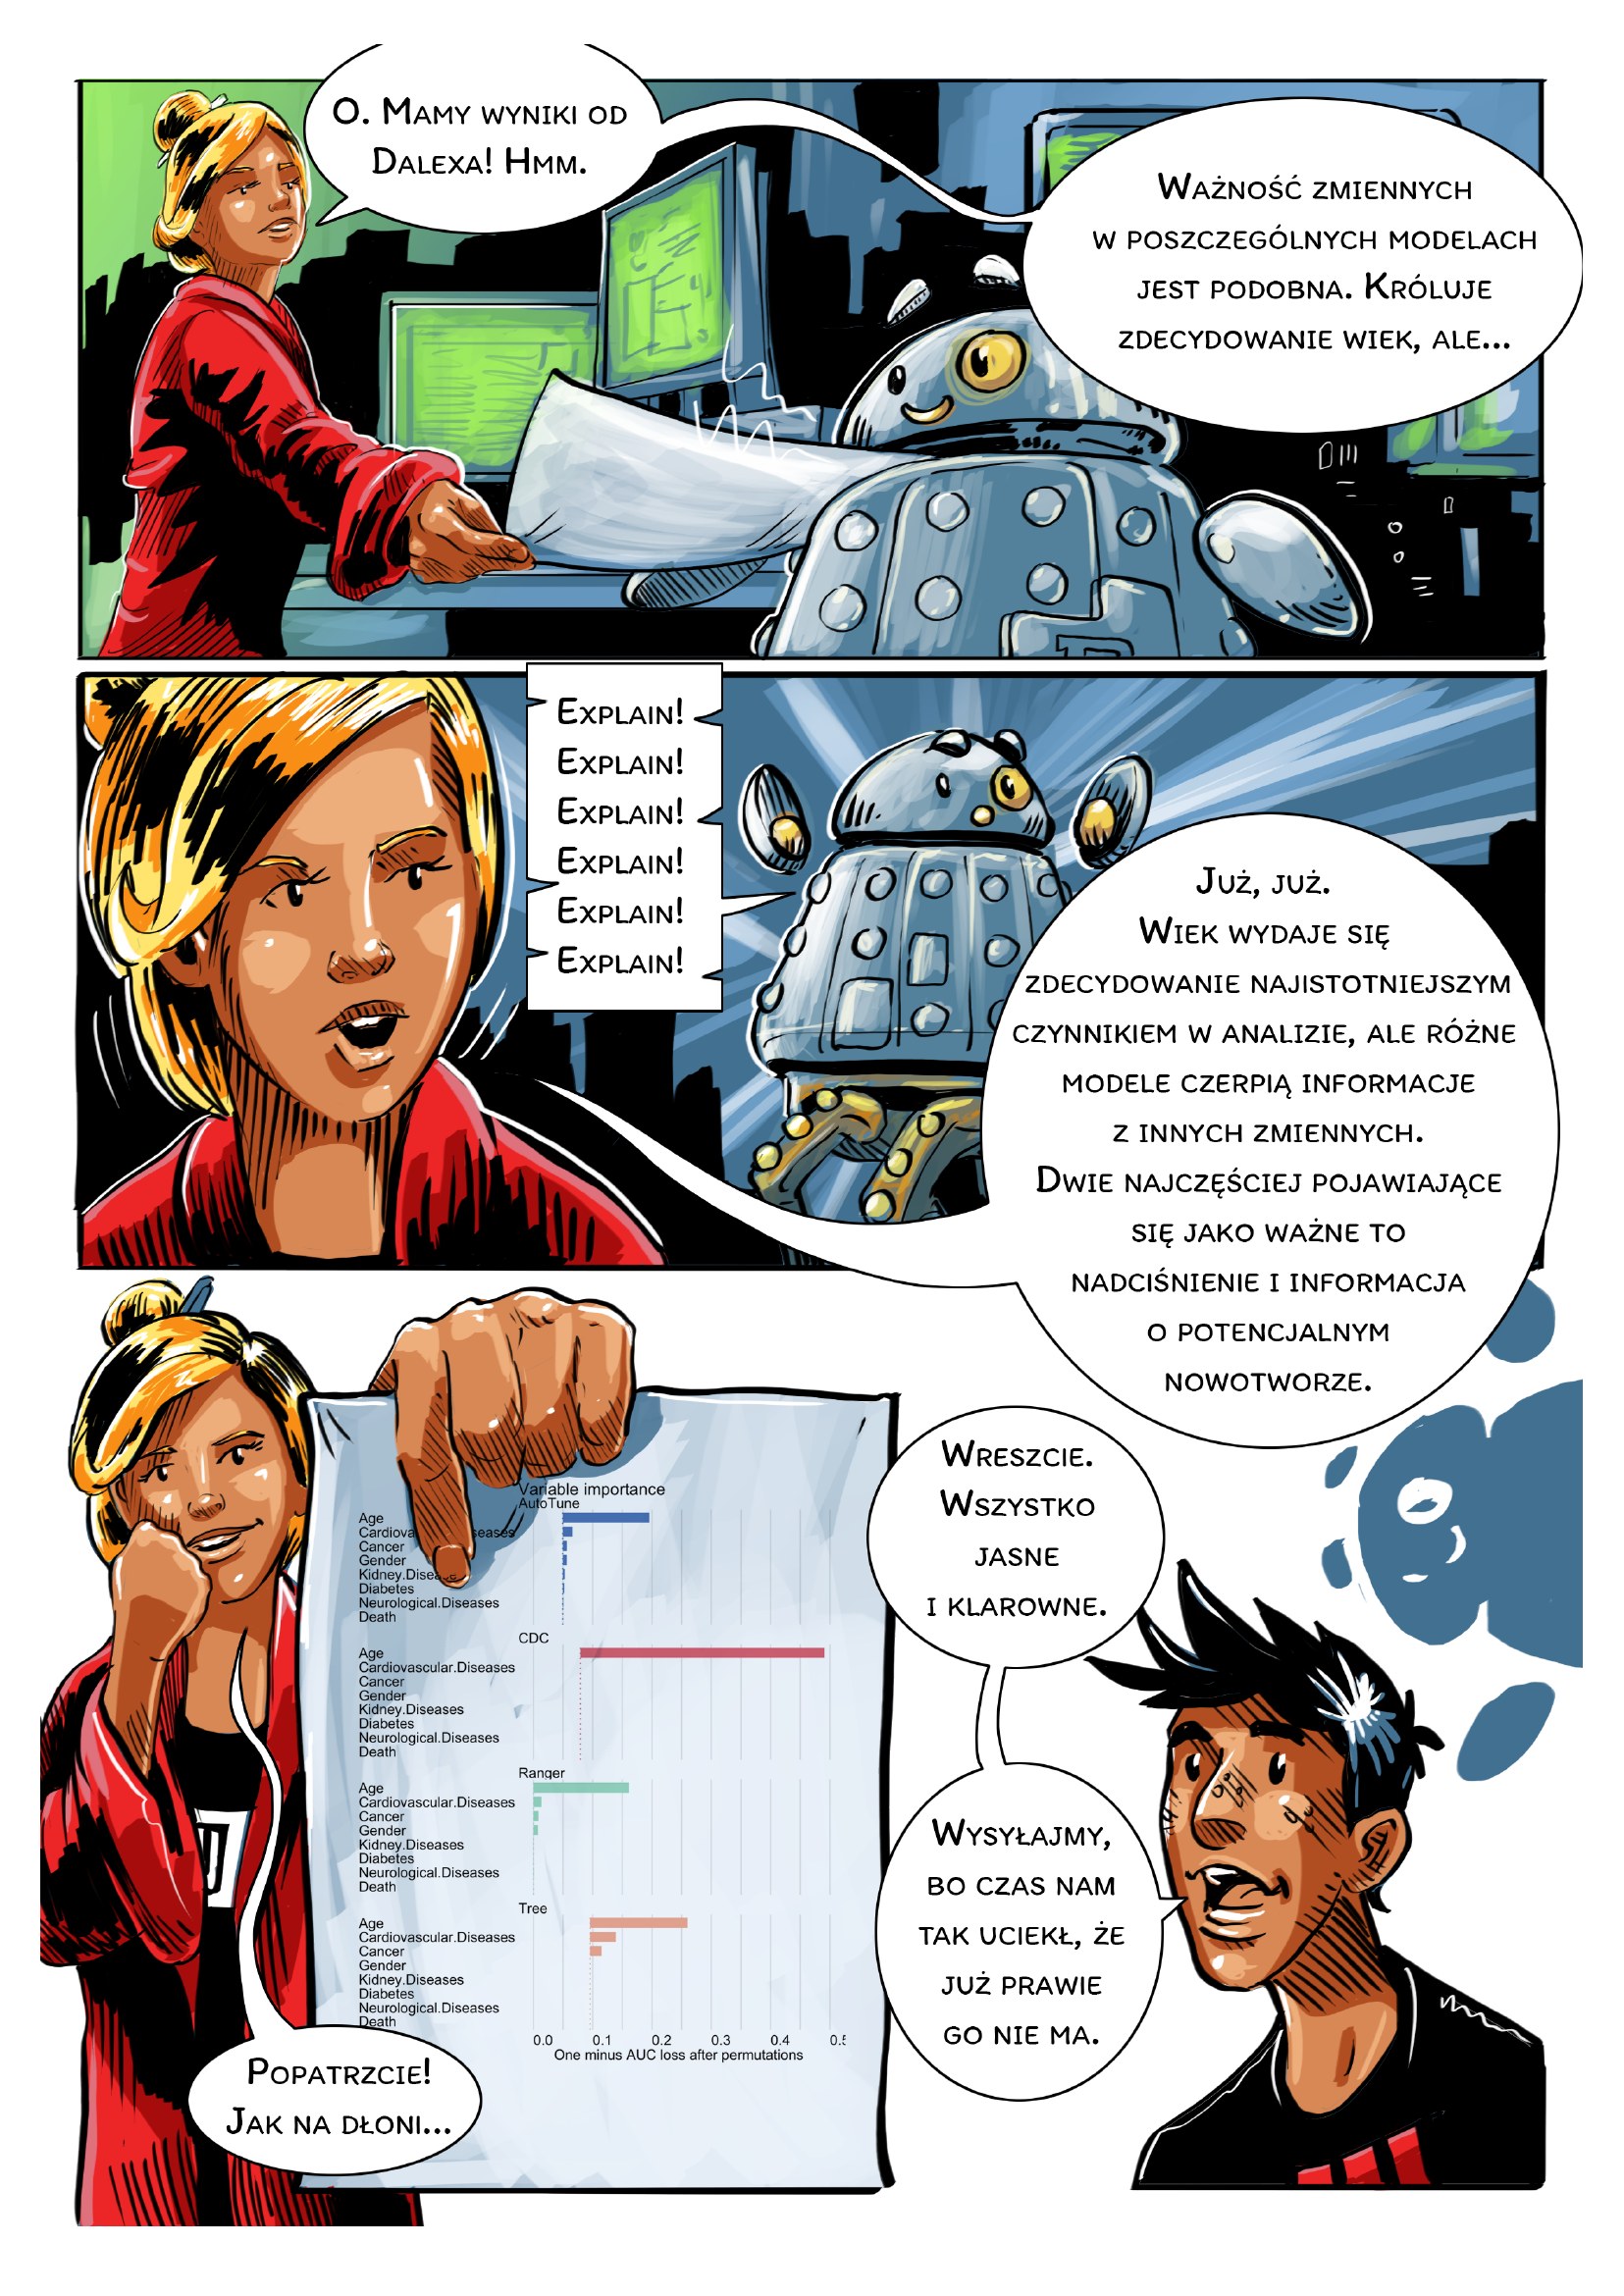 O. Mamy wyniki od
Dalexa! Hmm.
Ważność zmiennych
w poszczególnych modelach
jest podobna. Króluje
zdecydowanie wiek, ale...
Explain!
Explain!
Explain!
Explain!
Explain!
Explain!
Już, już.
Wiek wydaje się
zdecydowanie najistotniejszym
czynnikiem w analizie, ale różne
modele czerpią informacje
z innych zmiennych.
Dwie najczęściej pojawiające
się jako ważne to
nadciśnienie i informacja
o potencjalnym
nowotworze.
Variable importance
AutoTune
Age
Cardiova seases
Cancer
Gender
Kidney.Disea
Diabetes
Neurological.Diseases
Death
CDC
Age
Cardiovascular.Diseases
Cancer
Gender
Kidney.Diseases
Diabetes
Neurological.Diseases
Death
Ranger
Age
Cardiovascular.Diseases
Cancer
Gender
Kidney.Diseases
Diabetes
Neurological.Diseases
Death
Tree
Age
Cardiovascular.Diseases
Cancer
Gender
Kidney.Diseases
Diabetes
Neurological.Diseases
Death
0.0 0.1 0.2 0.3 0.4 0.5
One minus AUC loss after permutations
Popatrzcie!
Jak na dłoni...
Wreszcie.
Wszystko
jasne
i klarowne.
Wysyłajmy,
bo czas nam
tak uciekł, że
już prawie
go nie ma.